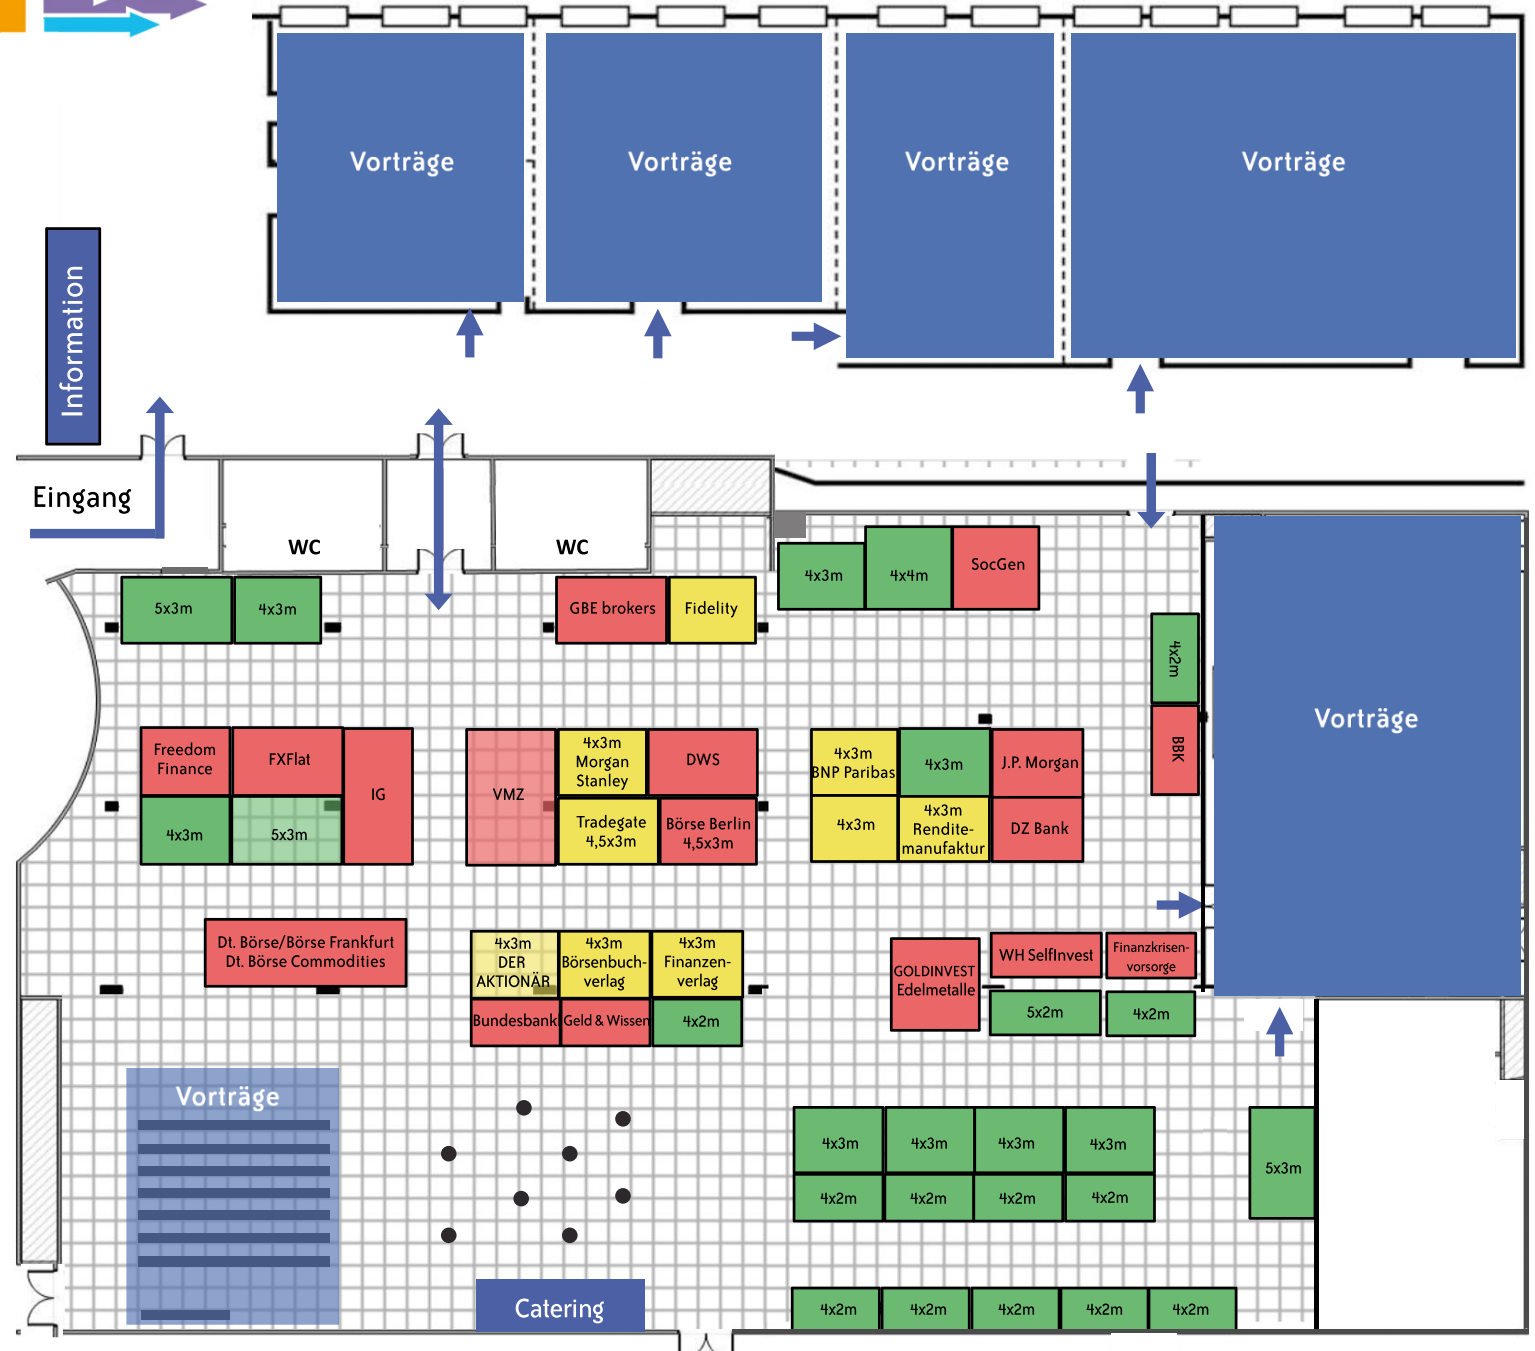 Vorträge
Vorträge
Vorträge
Vorträge
Information
Eingang
WC
WC
4x3m
4x4m
SocGen
5x3m
4x3m
GBE brokers
Fidelity
4x2m
BBK
Vorträge
Freedom
Finance
FXFlat
IG
4x3m
5x3m
VMZ
4x3m
Morgan
Stanley
DWS
Tradegate
4,5x3m
Börse Berlin
4,5x3m
4x3m
BNP Paribas
4x3m
J.P. Morgan
4x3m
4x3m
Rendite-
manufaktur
DZ Bank
Dt. Börse/Börse Frankfurt
Dt. Börse Commodities
4x3m
DER
AKTIONÄR
4x3m
Börsenbuch-
verlag
4x3m
Finanzen-
verlag
Bundesbank
Geld & Wissen
4x2m
GOLDINVEST
Edelmetalle
WH SelfInvest
Finanzkrisen-
vorsorge
5x2m
4x2m
Vorträge
4x3m
4x3m
4x3m
4x3m
4x2m
4x2m
4x2m
4x2m
5x3m
Catering
4x2m
4x2m
4x2m
4x2m
4x2m